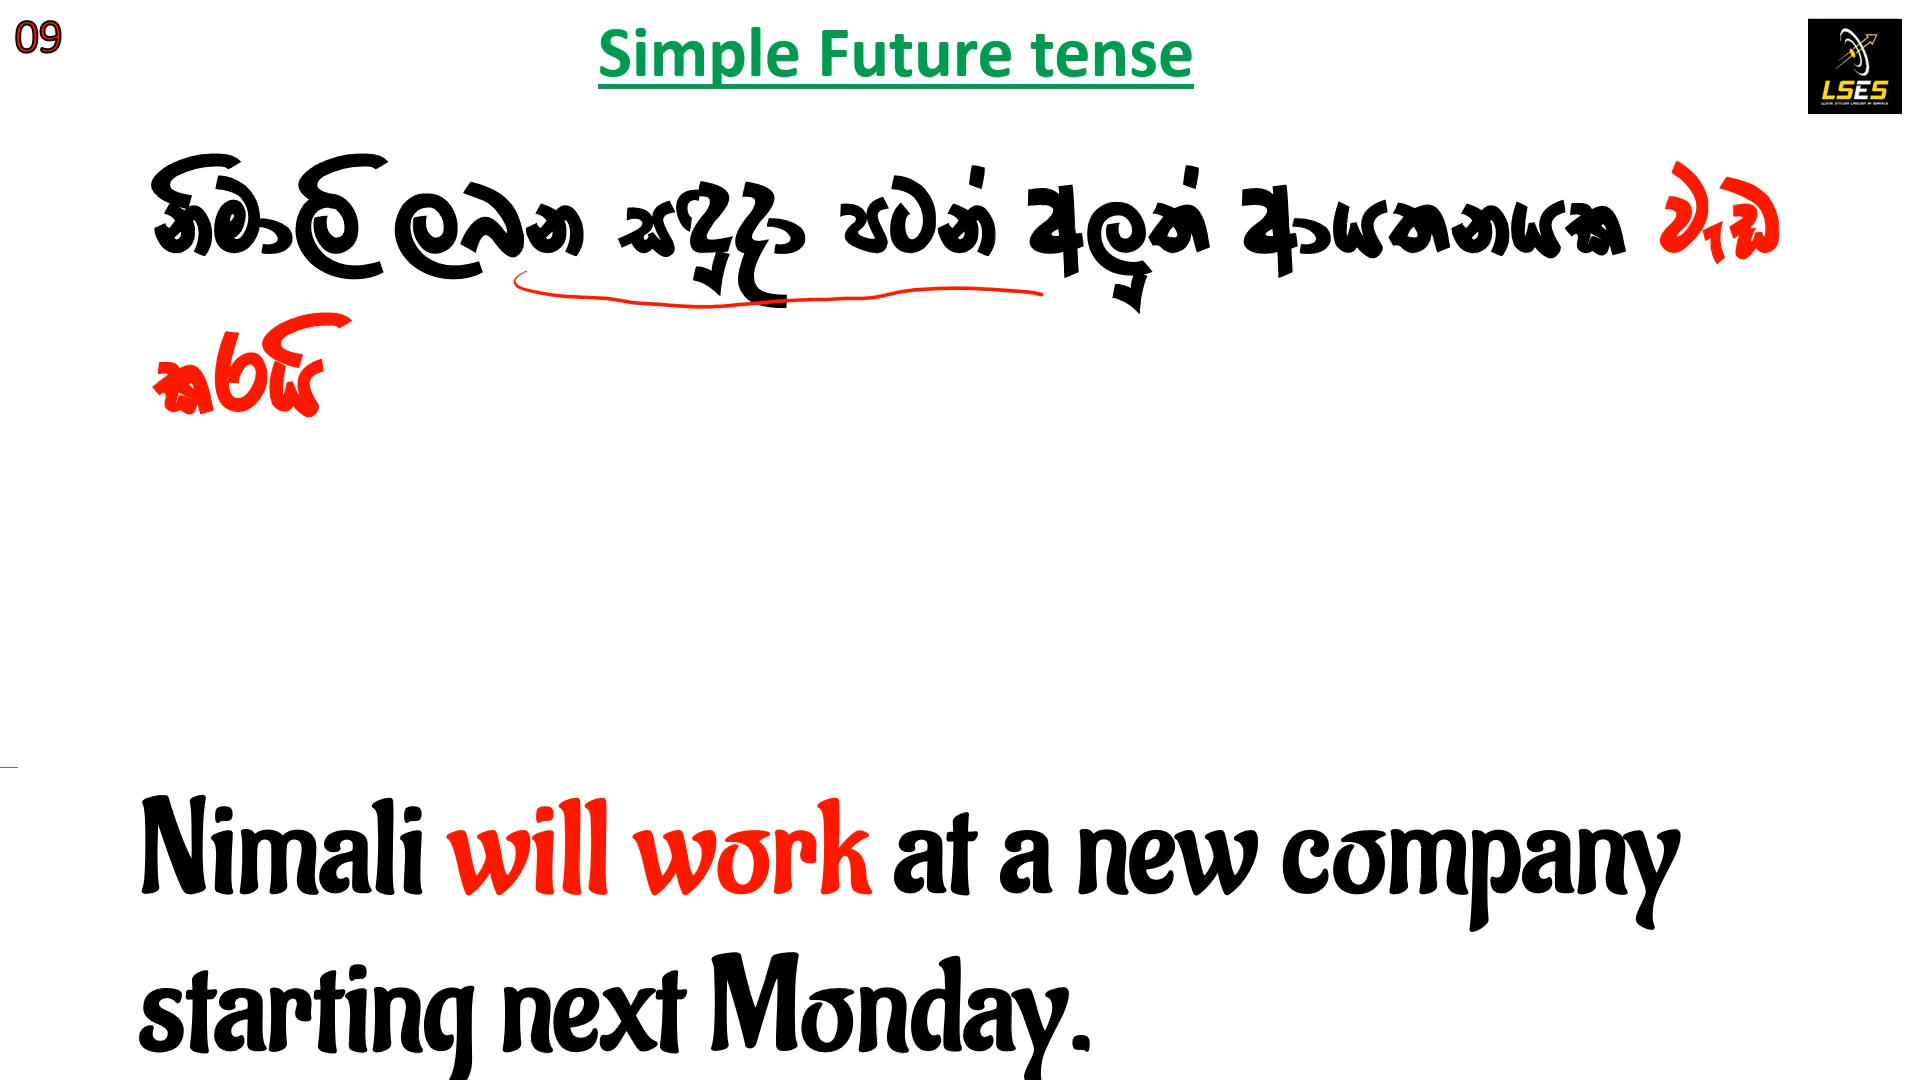 09
Simple Future tense
LSES
නිමාලි ලබන සඳුදා පටන් අලුත් ආයතනයක වැඩ
කරයි
Nimali will work at a new company
starting next Monday.